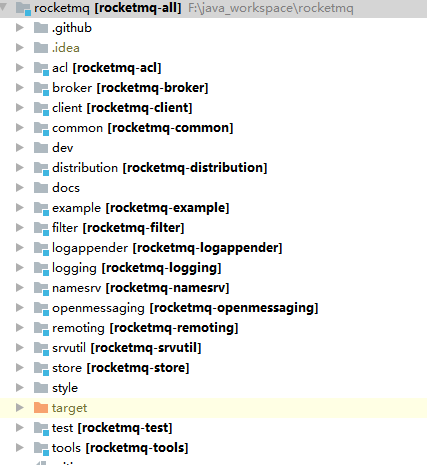 rocketmq [rocketmq-all] F:\java_workspace\rocketmq
.github
.idea
acl [rocketmq-acl]
broker [rocketmq-broker]
client [rocketmq-client]
common [rocketmq-common]
dev
distribution [rocketmq-distribution]
docs
example [rocketmq-example]
filter [rocketmq-filter]
logappender [rocketmq-logappender]
logging [rocketmq-logging]
namesrv [rocketmq-namesrv]
openmessaging [rocketmq-openmessaging]
remoting [rocketmq-remoting]
srvutil [rocketmq-srvutil]
store [rocketmq-store]
style
target
test [rocketmq-test]
tools [rocketmq-tools]